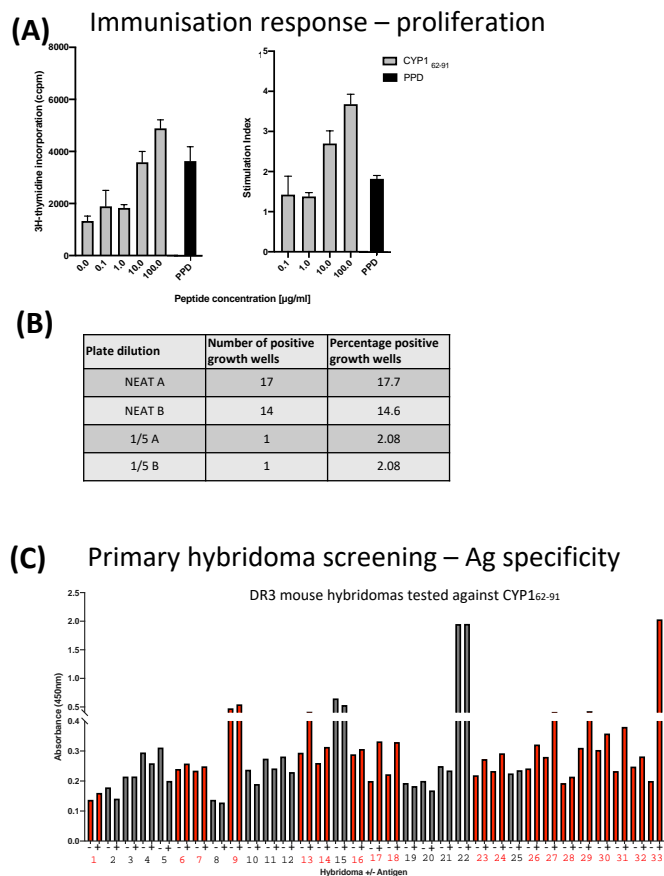 (A)
Immunisation response – proliferation
3H-thymidine incorporation (ccpm)
8000
6000
4000
2000
0
0.0 0.1 1.0 10.0 100.0 PPD
Stimulation Index
5
4
3
2
1
0
0.1 1.0 10.0 100.0 PPD
CYP1 62-91
PPD
Peptide concentration [µg/ml]
(B)
Plate dilution
Number of positive
growth wells
Percentage positive
growth wells
NEAT A 17 17.7
NEAT B 14 14.6
1/5 A 1 2.08
1/5 B 1 2.08
(C)
Primary hybridoma screening – Ag specificity
DR3 mouse hybridomas tested against CYP162-91
Absorbance (450nm)
2.5
2.0
1.5
1.0
0.5
0.4
0.3
0.2
0.1
0.0
- + - + - + - + - + - + - + - + - + - + - + - + - + - + - + - + - + - + - + - + - + - + - + - + - + - + - + - + - + - + - + - + - +
1 2 3 4 5 6 7 8 9 10 11 12 13 14 15 16 17 18 19 20 21 22 23 24 25 26 27 28 29 30 31 32 33
Hybridoma +/- Antigen